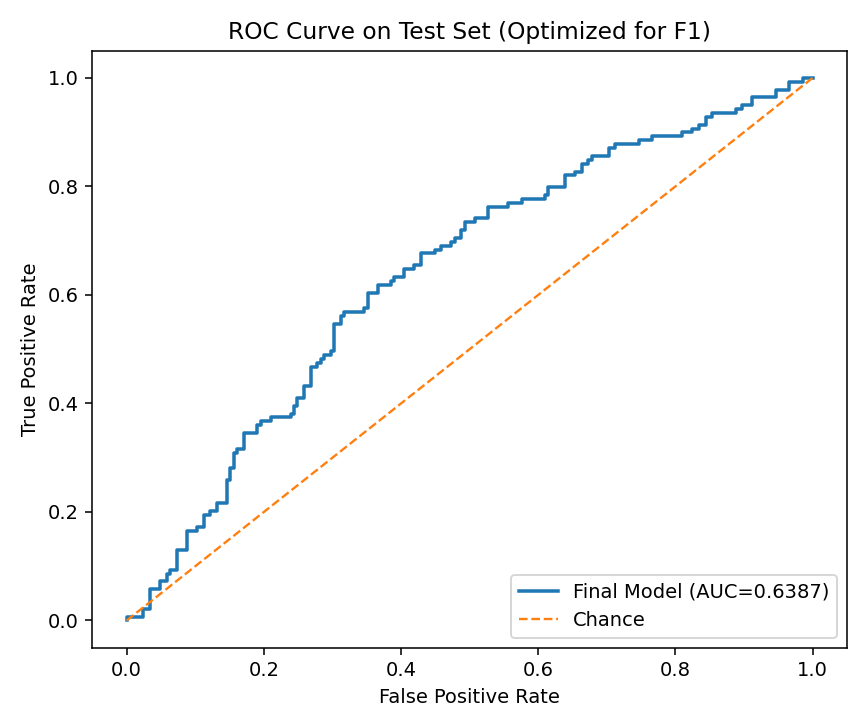 ROC Curve on Test Set (Optimized for F1)
1.0
0.8
0.6
0.4
0.2
0.0
True Positive Rate
0.0 0.2 0.4 0.6 0.8 1.0
False Positive Rate
Final Model (AUC=0.6387)
Chance